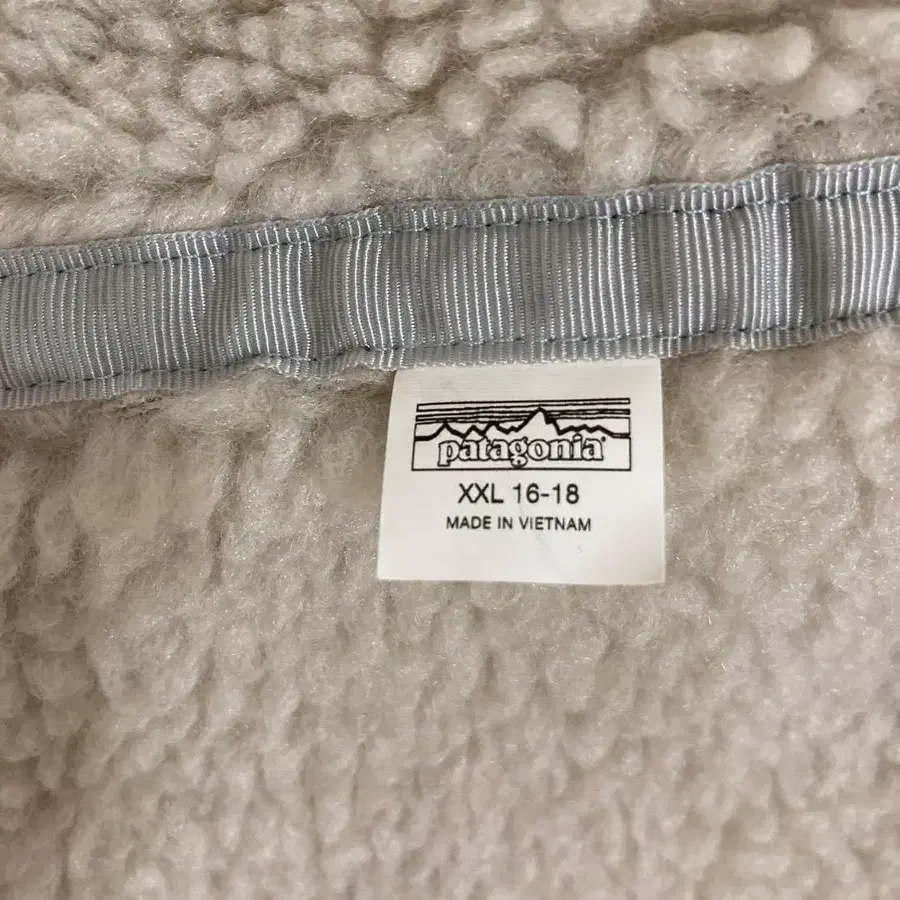 patagonia
XXL 16-18
MADE IN VIETNAM